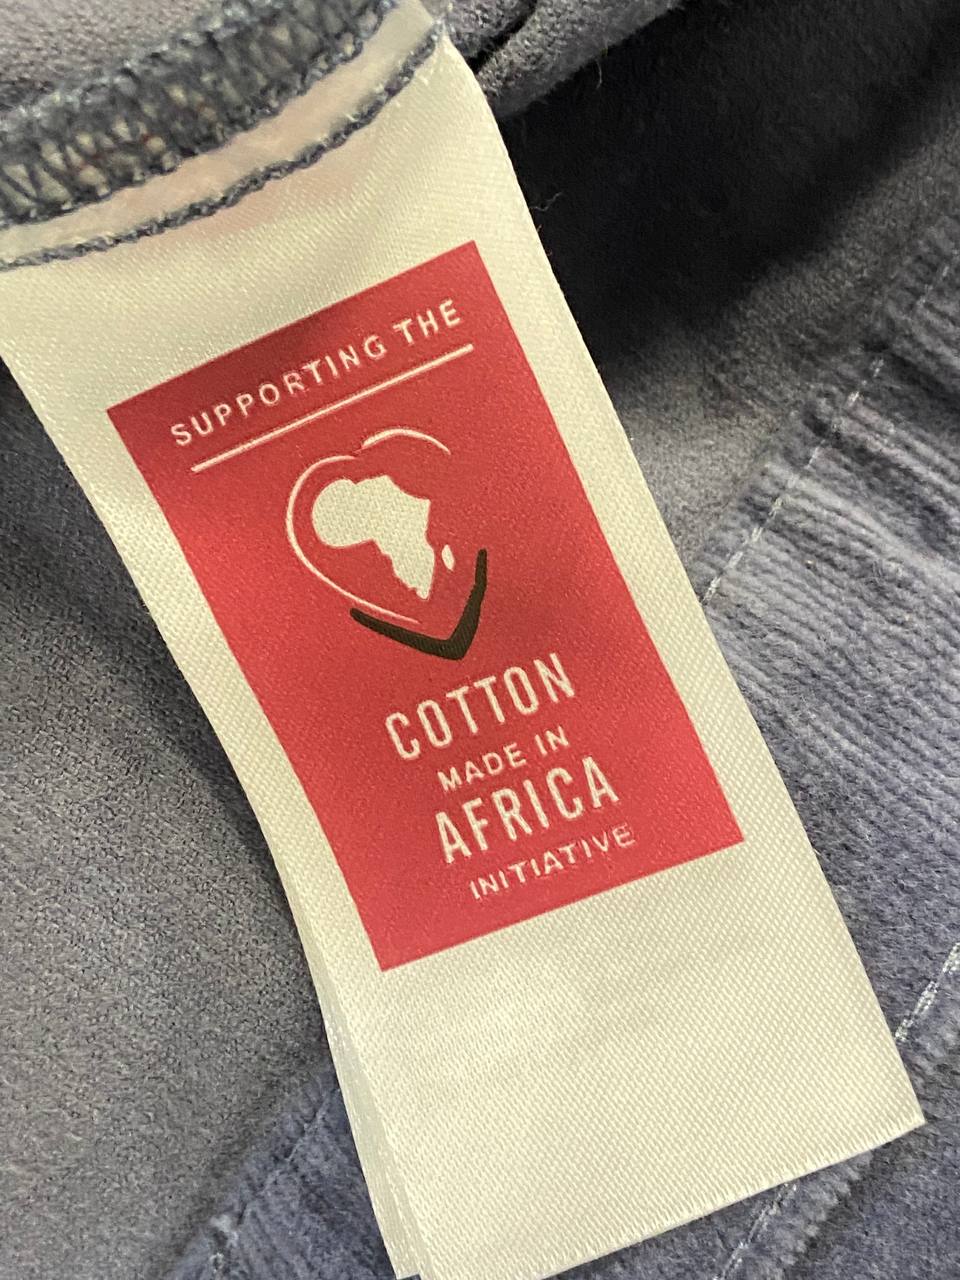 SUPPORTING THE
COTTON
MADE IN
AFRICA
INITIATIVE